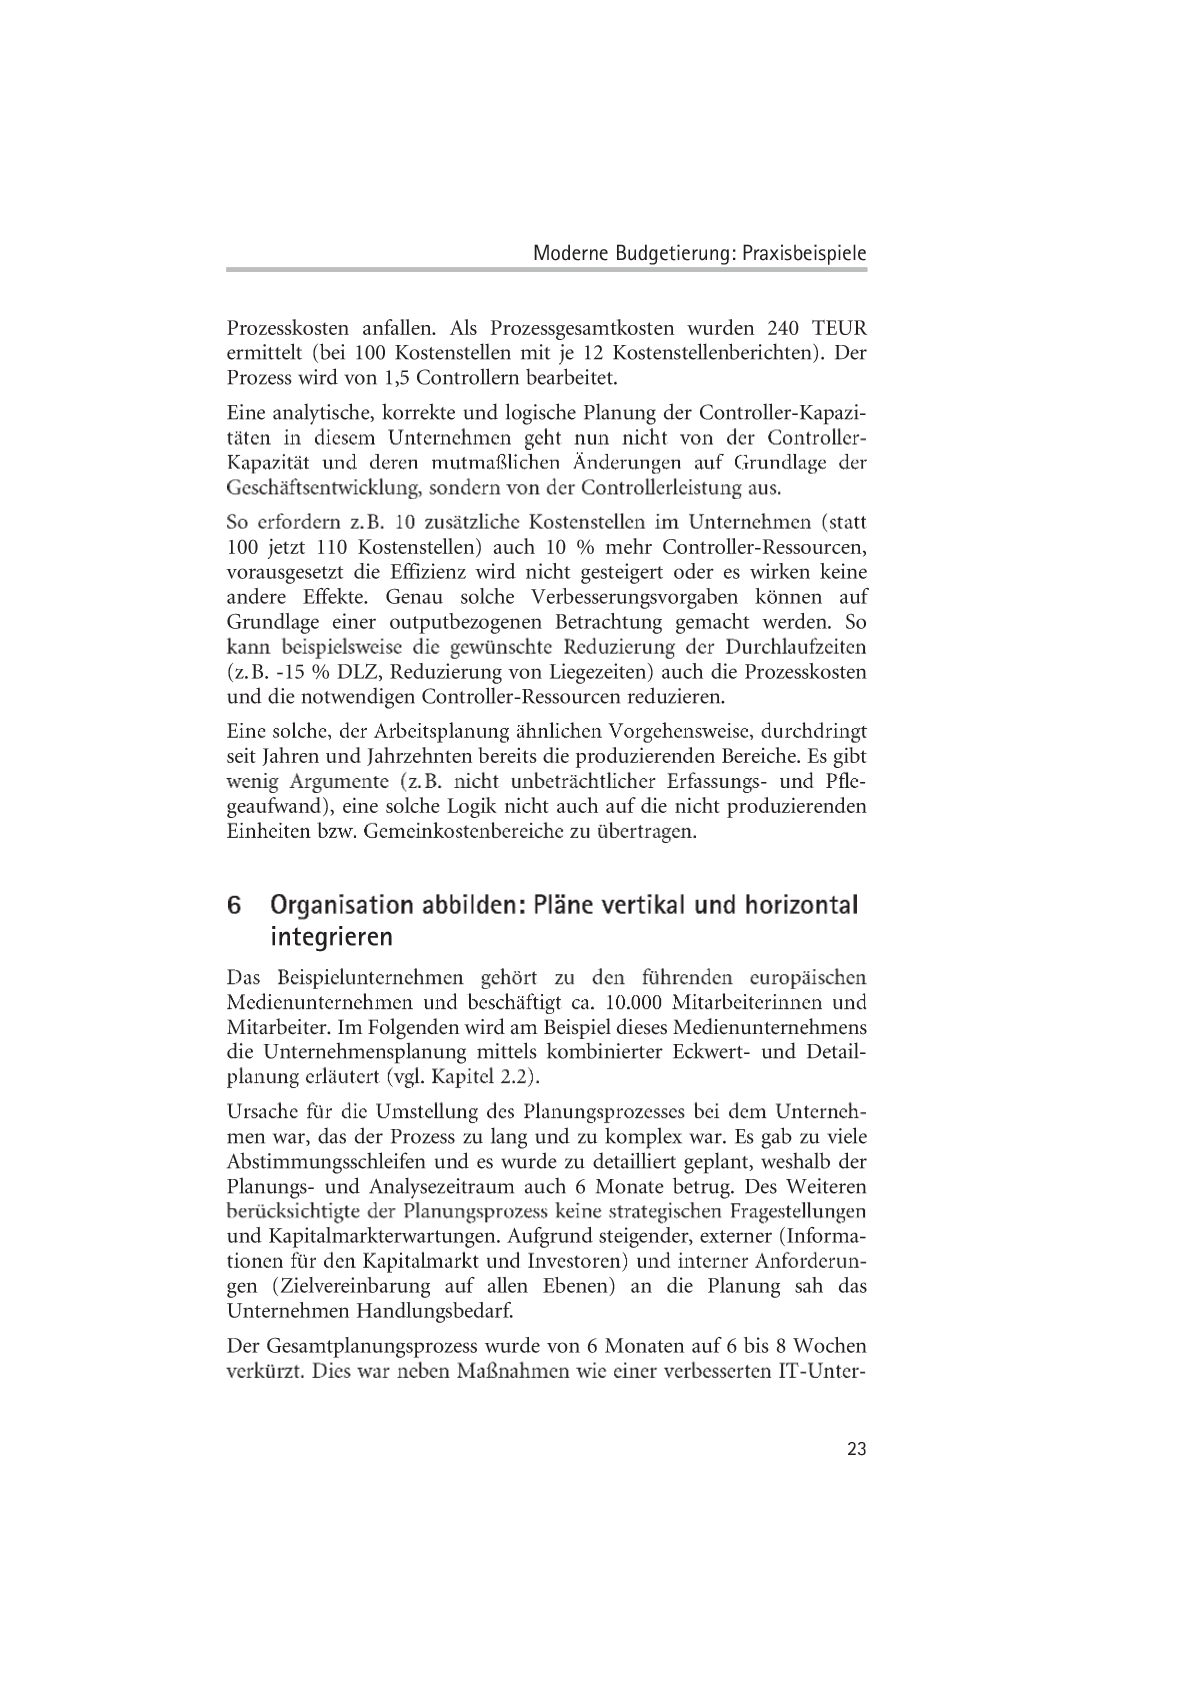 Moderne Budgetierung: Praxisbeispiele
Prozesskosten anfallen. Als Prozessgesamtkosten wurden 240 TEUR
ermittelt (bei 100 Kostenstellen mit je 12 Kostenstellenberichten). Der
Prozess wird von 1,5 Controllern bearbeitet.
Eine analytische, korrekte und logische Planung der Controller-Kapazi-
täten in diesem Unternehmen geht nun nicht von der Controller-
Kapazität und deren mutmaßlichen Änderungen auf Grundlage der
Geschäftsentwicklung, sondern von der Controllerleistung aus.
So erfordern z.B. 10 zusätzliche Kostenstellen im Unternehmen (statt
100 jetzt 110 Kostenstellen) auch 10 % mehr Controller-Ressourcen,
vorausgesetzt die Effizienz wird nicht gesteigert oder es wirken keine
andere Effekte. Genau solche Verbesserungsvorgaben können auf
Grundlage einer outputbezogenen Betrachtung gemacht werden. So
kann beispielsweise die gewünschte Reduzierung der Durchlaufzeiten
(z.B. -15 % DLZ, Reduzierung von Liegezeiten) auch die Prozesskosten
und die notwendigen Controller-Ressourcen reduzieren.
Eine solche, der Arbeitsplanung ähnlichen Vorgehensweise, durchdringt
seit Jahren und Jahrzehnten bereits die produzierenden Bereiche. Es gibt
wenig Argumente (z.B. nicht unbeträchtlicher Erfassungs- und Pfle-
geaufwand), eine solche Logik nicht auch auf die nicht produzierenden
Einheiten bzw. Gemeinkostenbereiche zu übertragen.
6 Organisation abbilden: Pläne vertikal und horizontal
integrieren
Das Beispielunternehmen gehört zu den führenden europäischen
Medienunternehmen und beschäftigt ca. 10.000 Mitarbeiterinnen und
Mitarbeiter. Im Folgenden wird am Beispiel dieses Medienunternehmens
die Unternehmensplanung mittels kombinierter Eckwert- und Detail-
planung erläutert (vgl. Kapitel 2.2).
Ursache für die Umstellung des Planungsprozesses bei dem Unterneh-
men war, das der Prozess zu lang und zu komplex war. Es gab zu viele
Abstimmungsschleifen und es wurde zu detailliert geplant, weshalb der
Planungs- und Analysezeitraum auch 6 Monate betrug. Des Weiteren
berücksichtigte der Planungsprozess keine strategischen Fragestellungen
und Kapitalmarkterwartungen. Aufgrund steigender, externer (Informa-
tionen für den Kapitalmarkt und Investoren) und interner Anforderun-
gen (Zielvereinbarung auf allen Ebenen) an die Planung sah das
Unternehmen Handlungsbedarf.
Der Gesamtplanungsprozess wurde von 6 Monaten auf 6 bis 8 Wochen
verkürzt. Dies war neben Maßnahmen wie einer verbesserten IT-Unter-
23